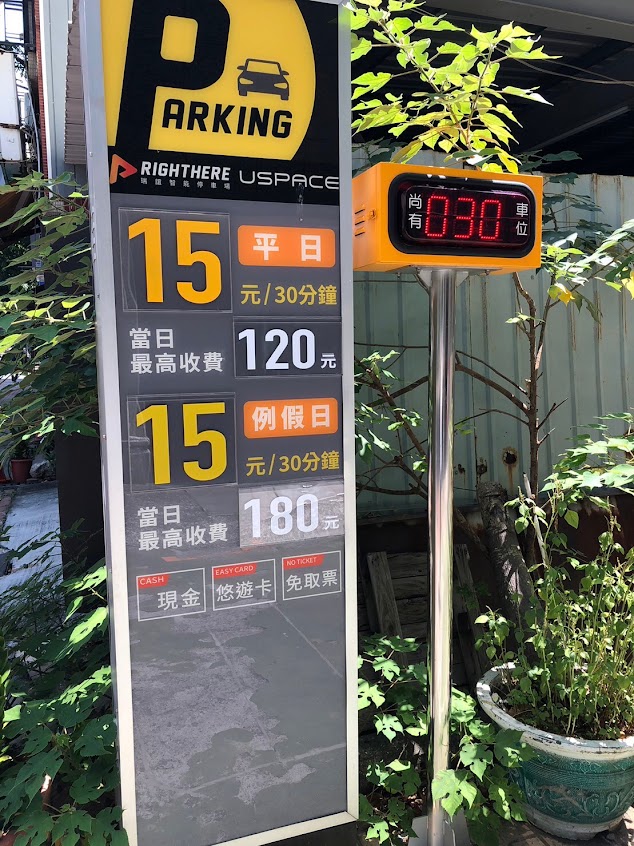 PARKING
RIGHTHERE USPACE
瑞誼智能停車場
15 平日
元/30分鐘
當日
最高收費 120元
15 例假日
元/30分鐘
當日
最高收費 180元
CASH
現金
EASY CARD
悠遊卡
NO TICKET
免取票
尚有 030 車位